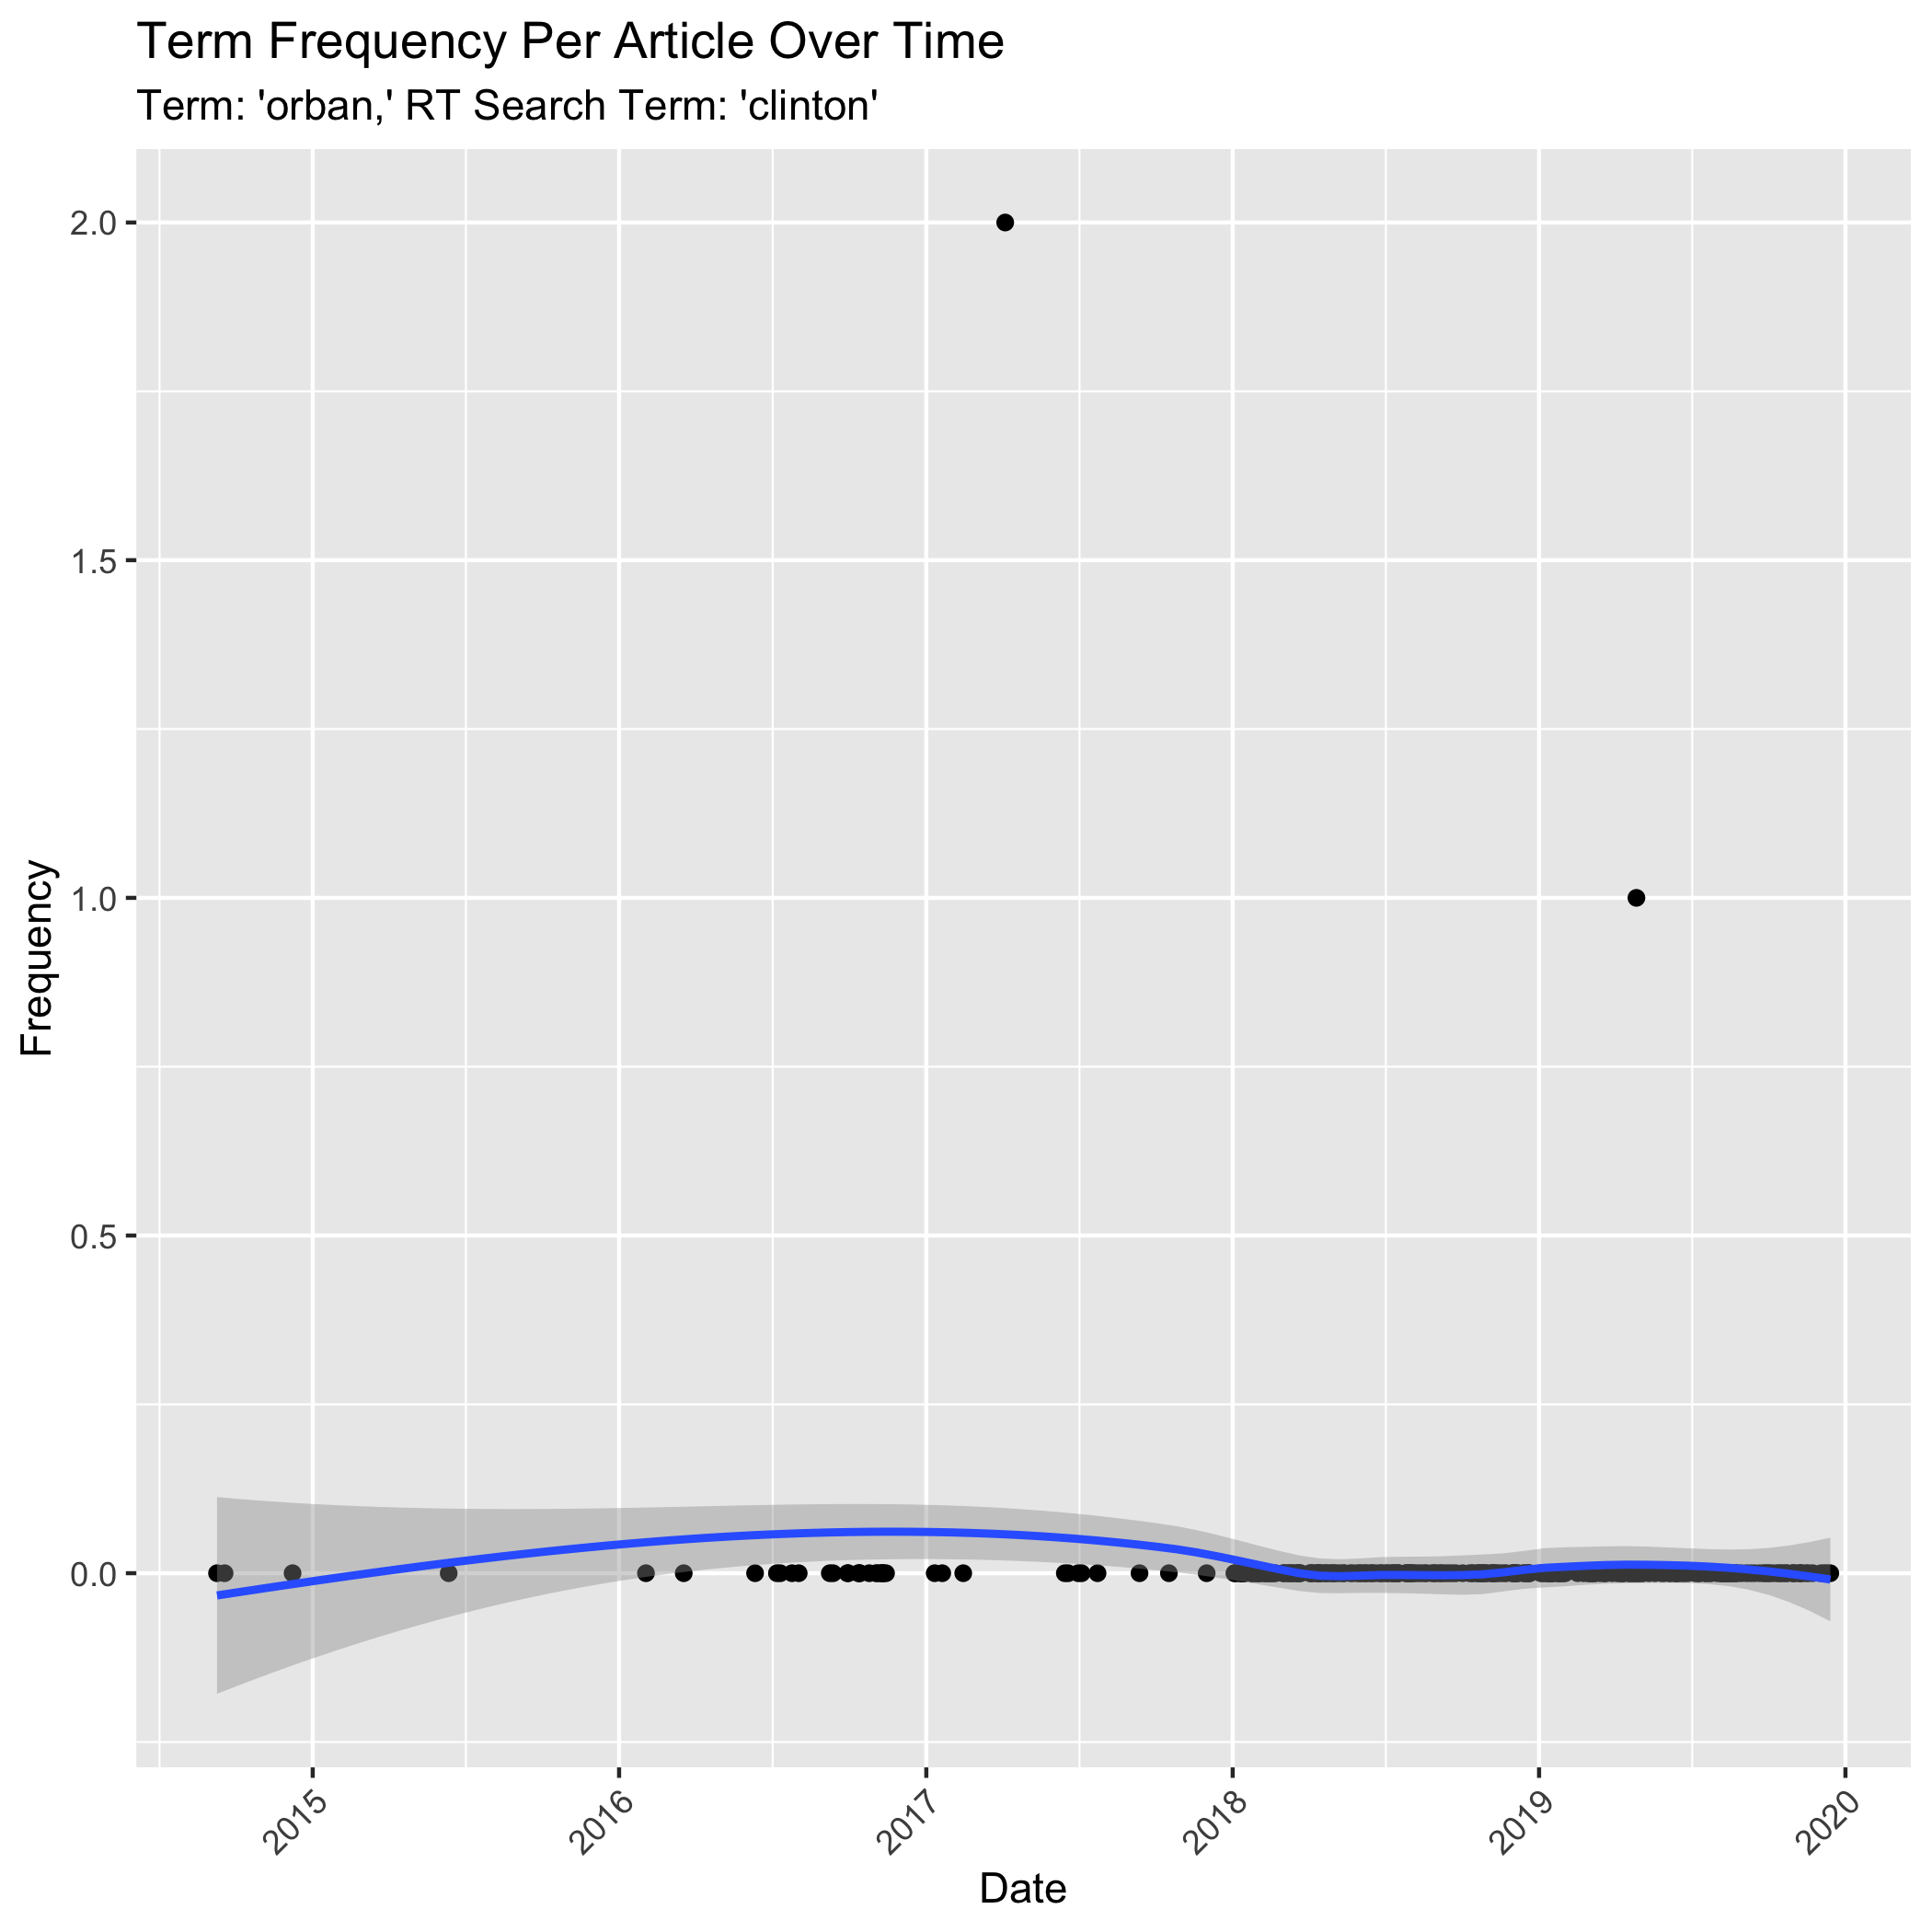 Term Frequency Per Article Over Time
Term: 'orban,' RT Search Term: 'clinton'
2.0
1.5
1.0
0.5
0.0
Frequency
2015
2016
2017
2018
2019
2020
Date